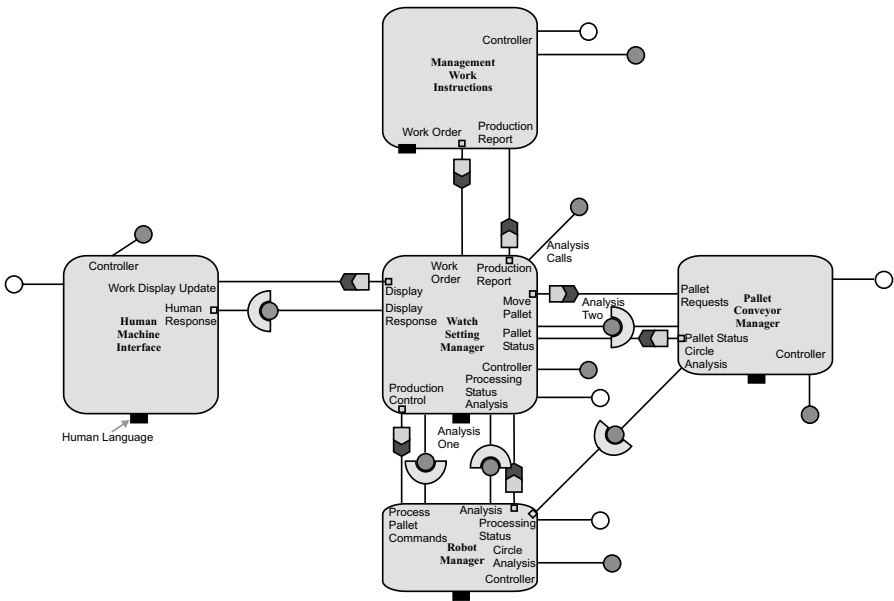 Controller
Management
Work
Instructions
Work Order
Production
Report
Analysis
Calls
Controller
Work Display Update
Human
Response
Human
Machine
Interface
Human Language
Work
Order
Production
Report
Display
Display
Response
Move
Pallet
Watch
Setting
Manager
Pallet
Status
Controller
Processing
Status
Analysis
Production
Control
Analysis
Two
Pallet
Requests
Pallet
Conveyor
Manager
Pallet Status
Circle
Analysis
Controller
Analysis
One
Process
Pallet
Commands
Analysis
Processing
Status
Robot
Manager
Circle
Analysis
Controller